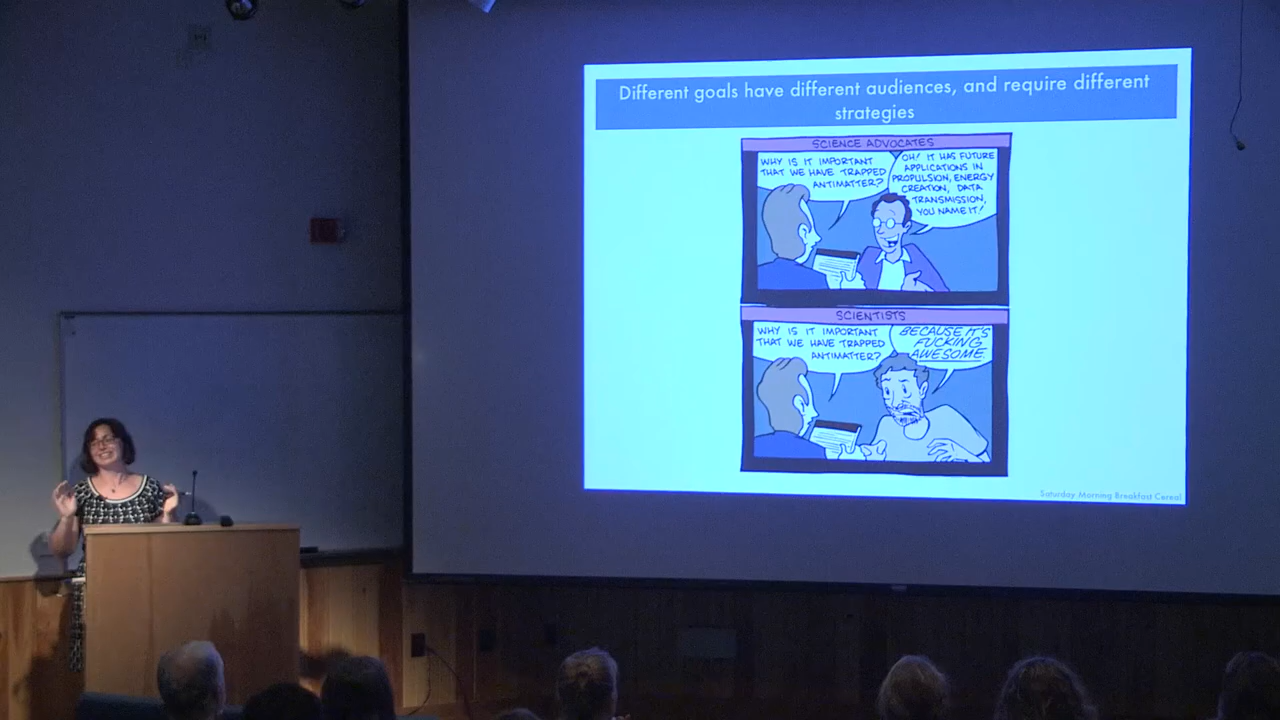 Different goals have different audiences, and require different
strategies
SCIENCE ADVOCATES
WHY IS IT IMPORTANT
THAT WE HAVE TRAPPED
ANTIMATTER?
OH! IT HAS FUTURE
APPLICATIONS IN
PROPULSION, ENERGY
CREATION, DATA
TRANSMISSION,
YOU NAME IT!
SCIENTISTS
WHY IS IT IMPORTANT
THAT WE HAVE TRAPPED
ANTIMATTER?
BECAUSE IT'S
FUCKING
AWESOME.
Saturday Morning Breakfast Cereal